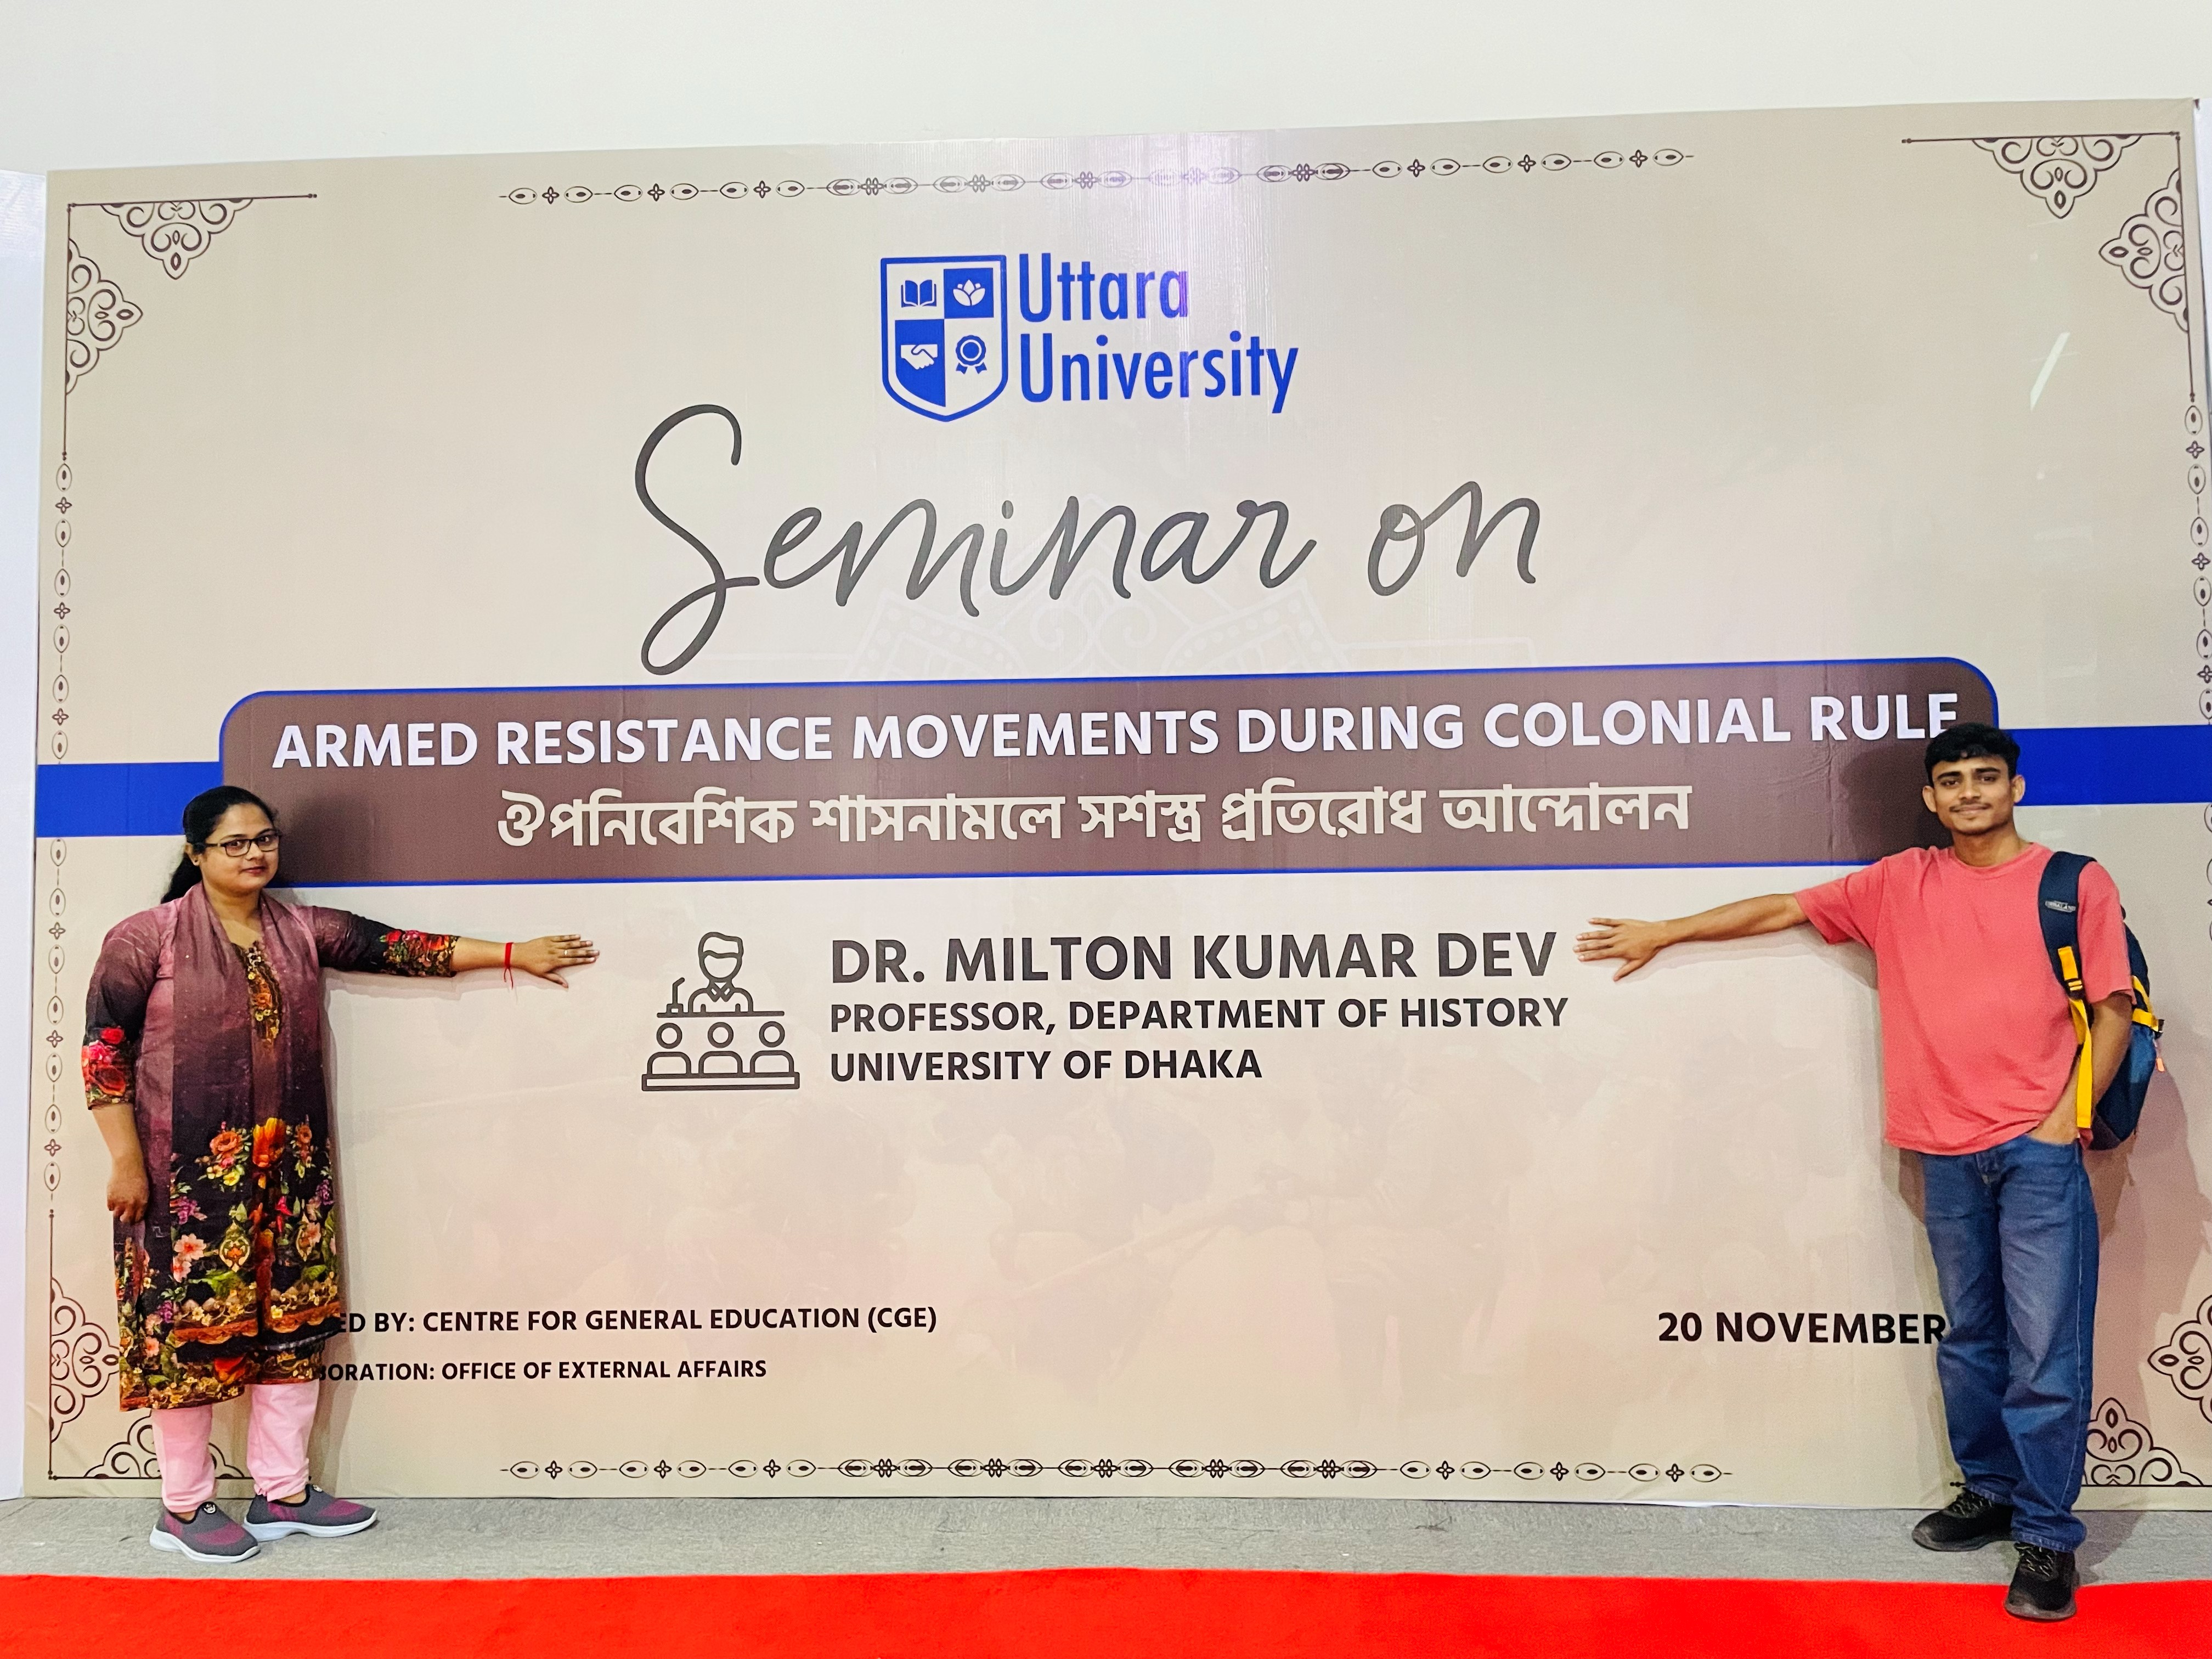 Uttara
University
Seminar on
ARMED RESISTANCE MOVEMENTS DURING COLONIAL RULE
ঔপনিবেশিক শাসনামলে সশস্ত্র প্রতিরোধ আন্দোলন
DR. MILTON KUMAR DEV
PROFESSOR, DEPARTMENT OF HISTORY
UNIVERSITY OF DHAKA
BY: CENTRE FOR GENERAL EDUCATION (CGE)
OFFICE OF EXTERNAL AFFAIRS
20 NOVEMBER